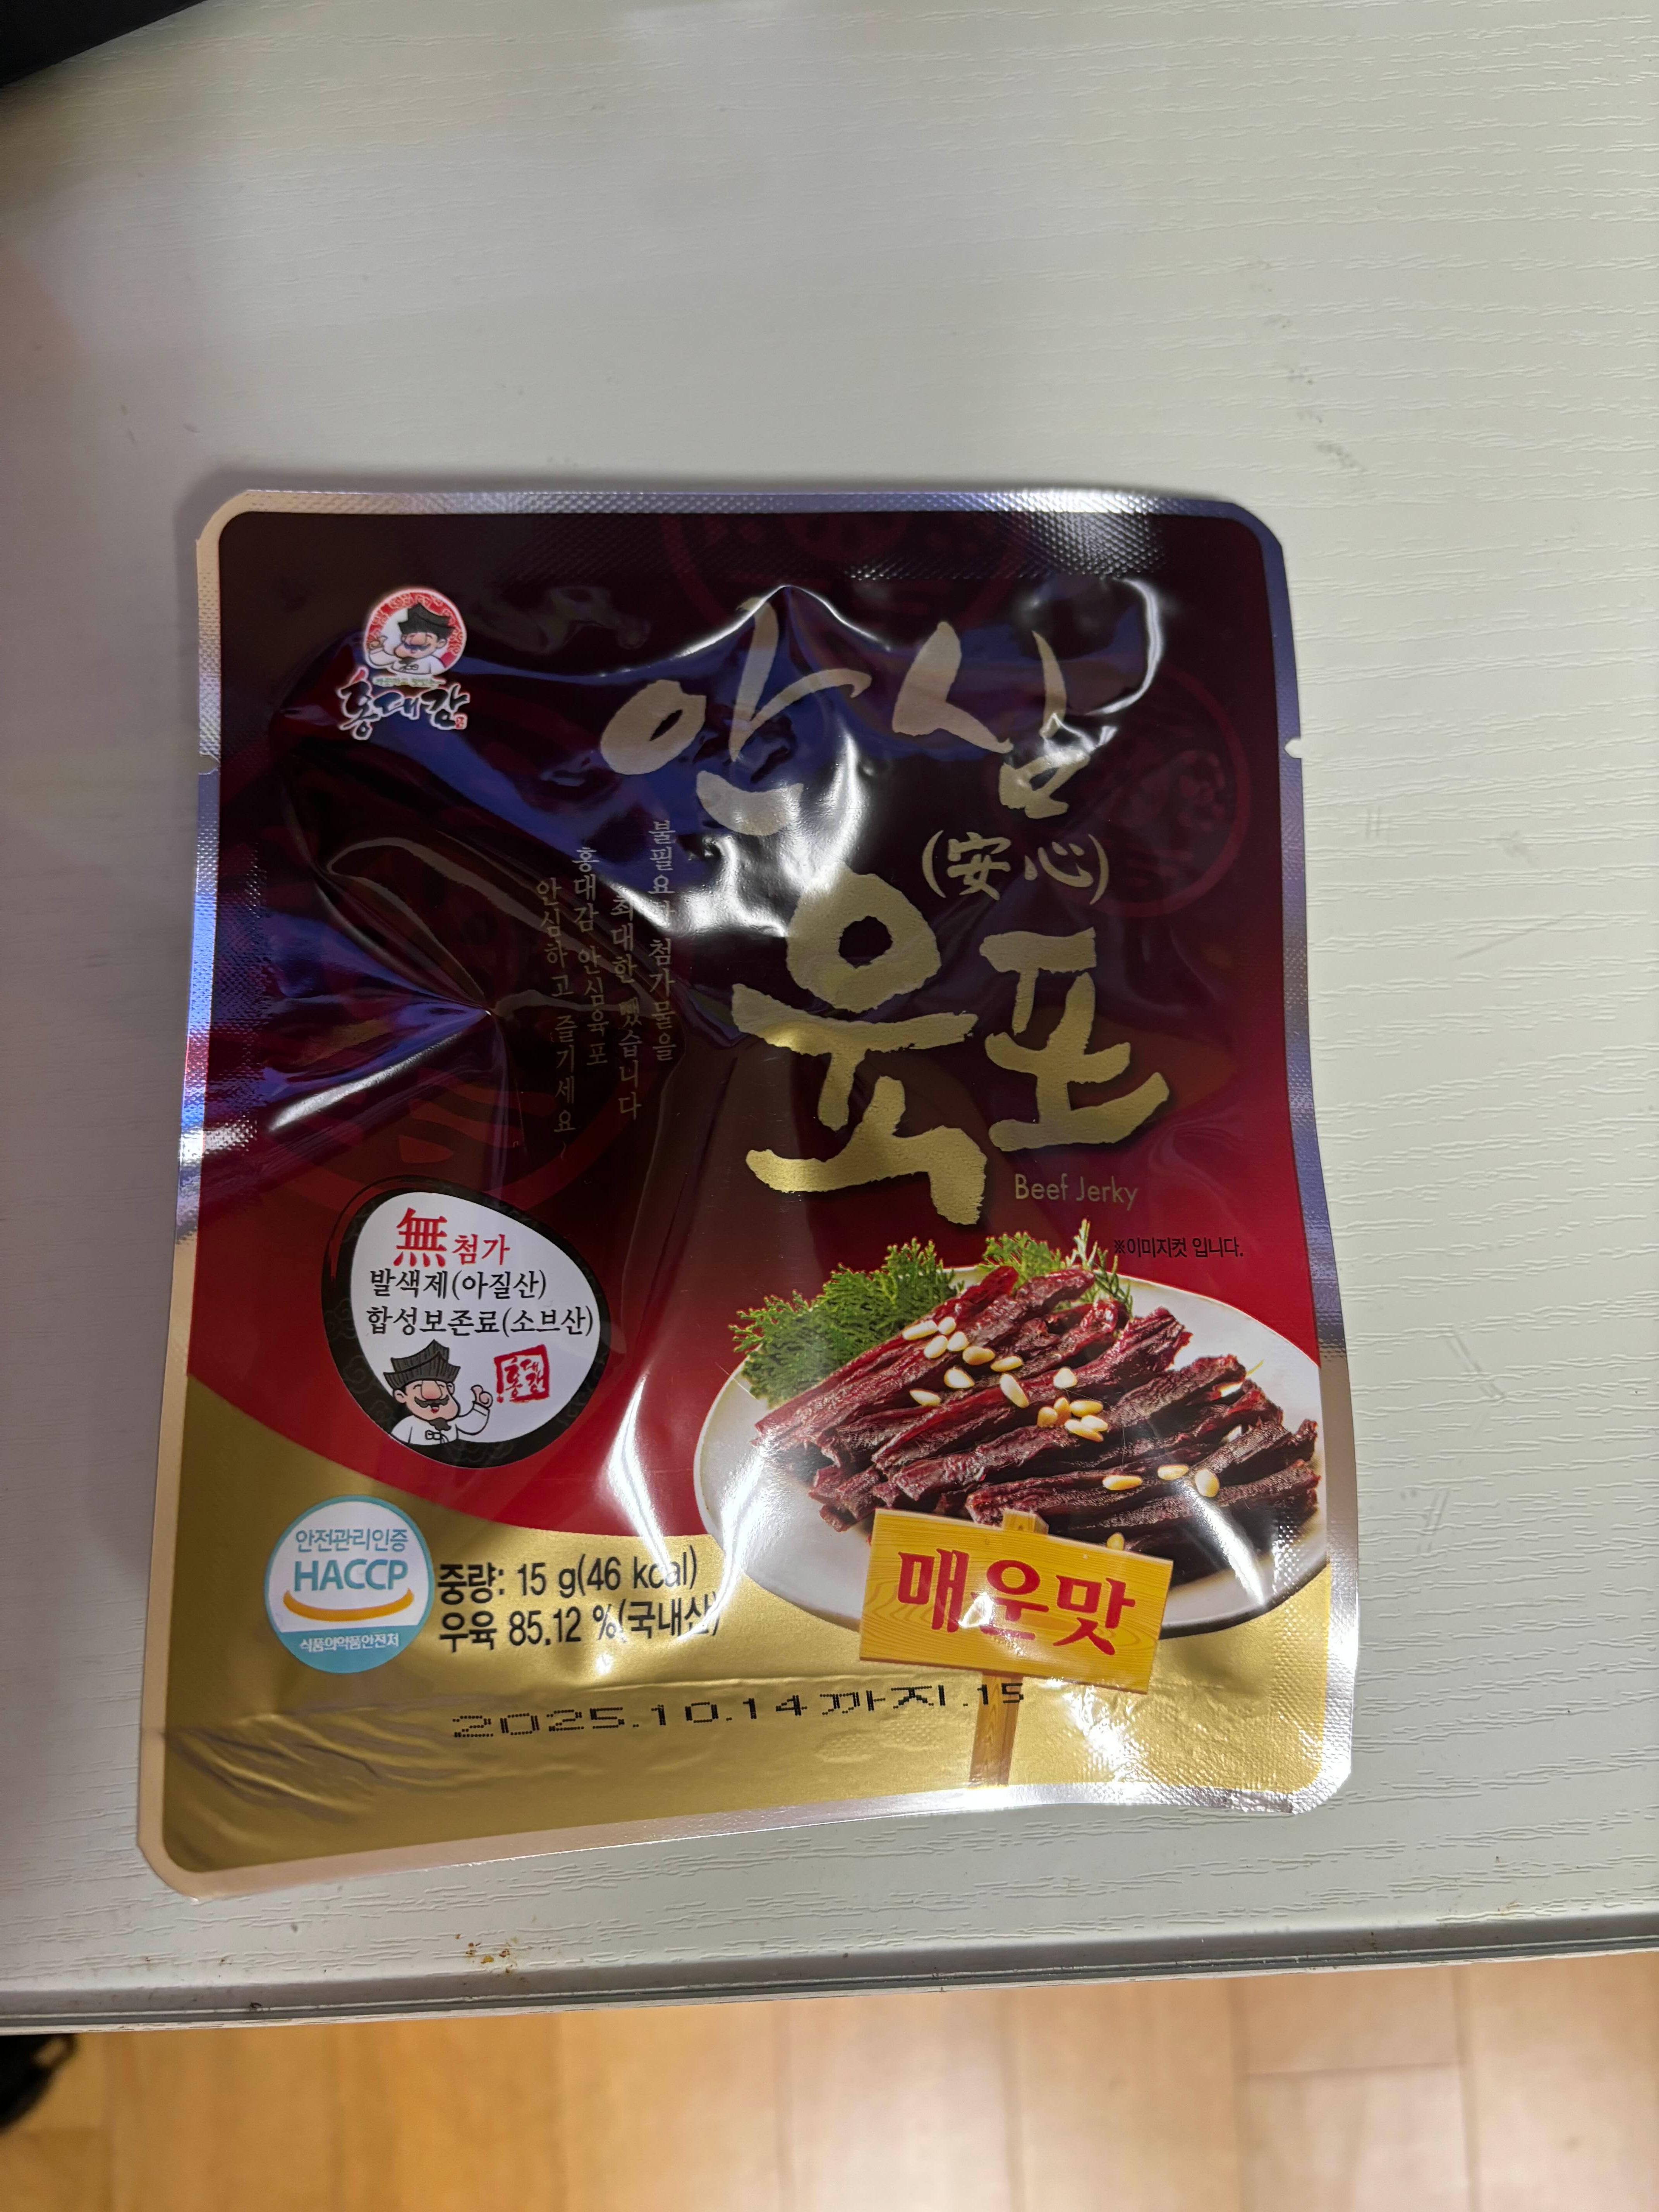 홍대감
안심
(安心)
육포
Beef Jerky
불필요한 첨가물을
최대한 뺐습니다
홍대감 안심육포
안심하고 즐기세요~
※이미지컷 입니다.
無첨가
발색제(아질산)
합성보존료(소브산)
홍대감
안전관리인증
HACCP
식품의약품안전처
중량: 15 g(46 kcal)
우육 85.12 %(국내산)
매운맛
2025.10.14까지.15